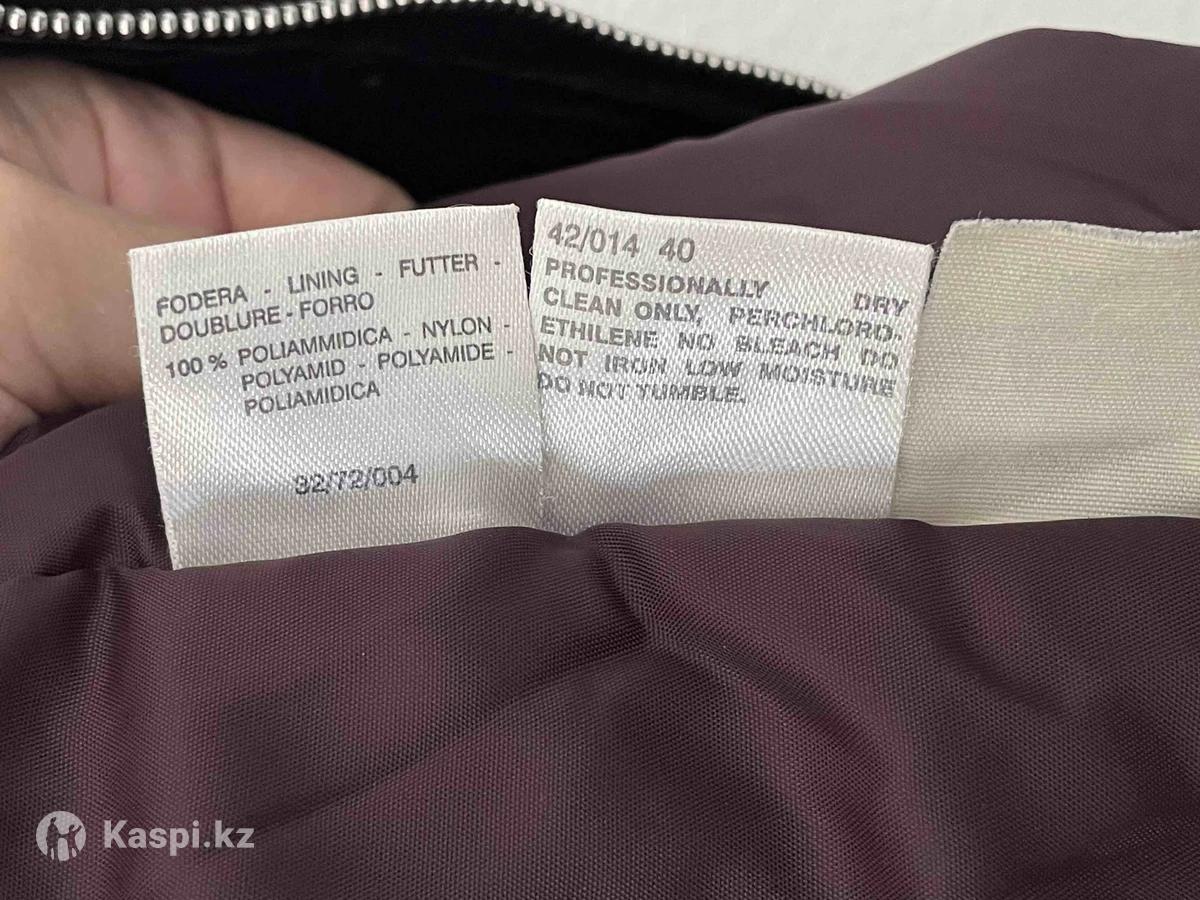 FODERA - LINING - FUTTER -
DOUBLURE - FORRO
100 % POLIAMMIDICA - NYLON -
POLYAMID - POLYAMIDE -
POLIAMIDICA
32/72/004
42/014 40
PROFESSIONALLY DRY
CLEAN ONLY, PERCHLORO-
ETHILENE NO BLEACH DO
NOT IRON LOW MOISTURE
DO NOT TUMBLE.
Kaspi.kz